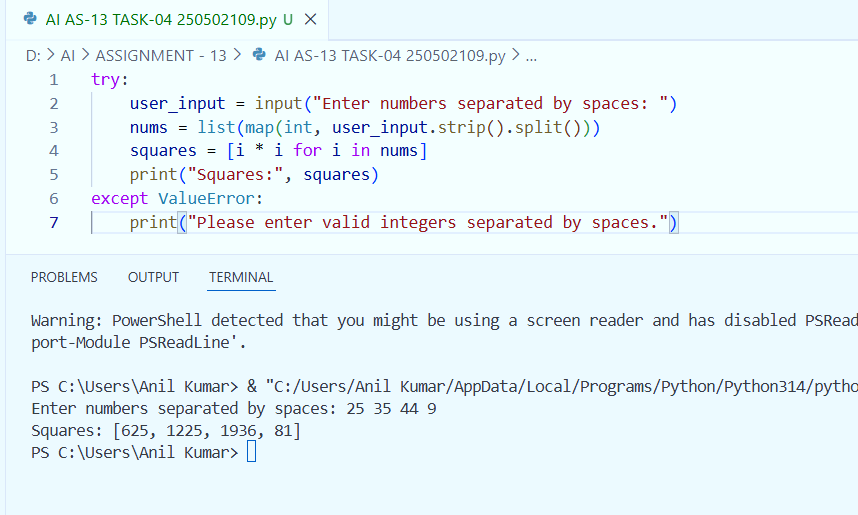 AI AS-13 TASK-04 250502109.py U
D: > AI > ASSIGNMENT - 13 > AI AS-13 TASK-04 250502109.py > ...
1 try:
2     user_input = input("Enter numbers separated by spaces: ")
3     nums = list(map(int, user_input.strip().split()))
4     squares = [i * i for i in nums]
5     print("Squares:", squares)
6 except ValueError:
7     print("Please enter valid integers separated by spaces.")
PROBLEMS OUTPUT TERMINAL
Warning: PowerShell detected that you might be using a screen reader and has disabled PSRead
port-Module PSReadLine'.
PS C:\Users\Anil Kumar> & "C:/Users/Anil Kumar/AppData/Local/Programs/Python/Python314/pytho
Enter numbers separated by spaces: 25 35 44 9
Squares: [625, 1225, 1936, 81]
PS C:\Users\Anil Kumar>